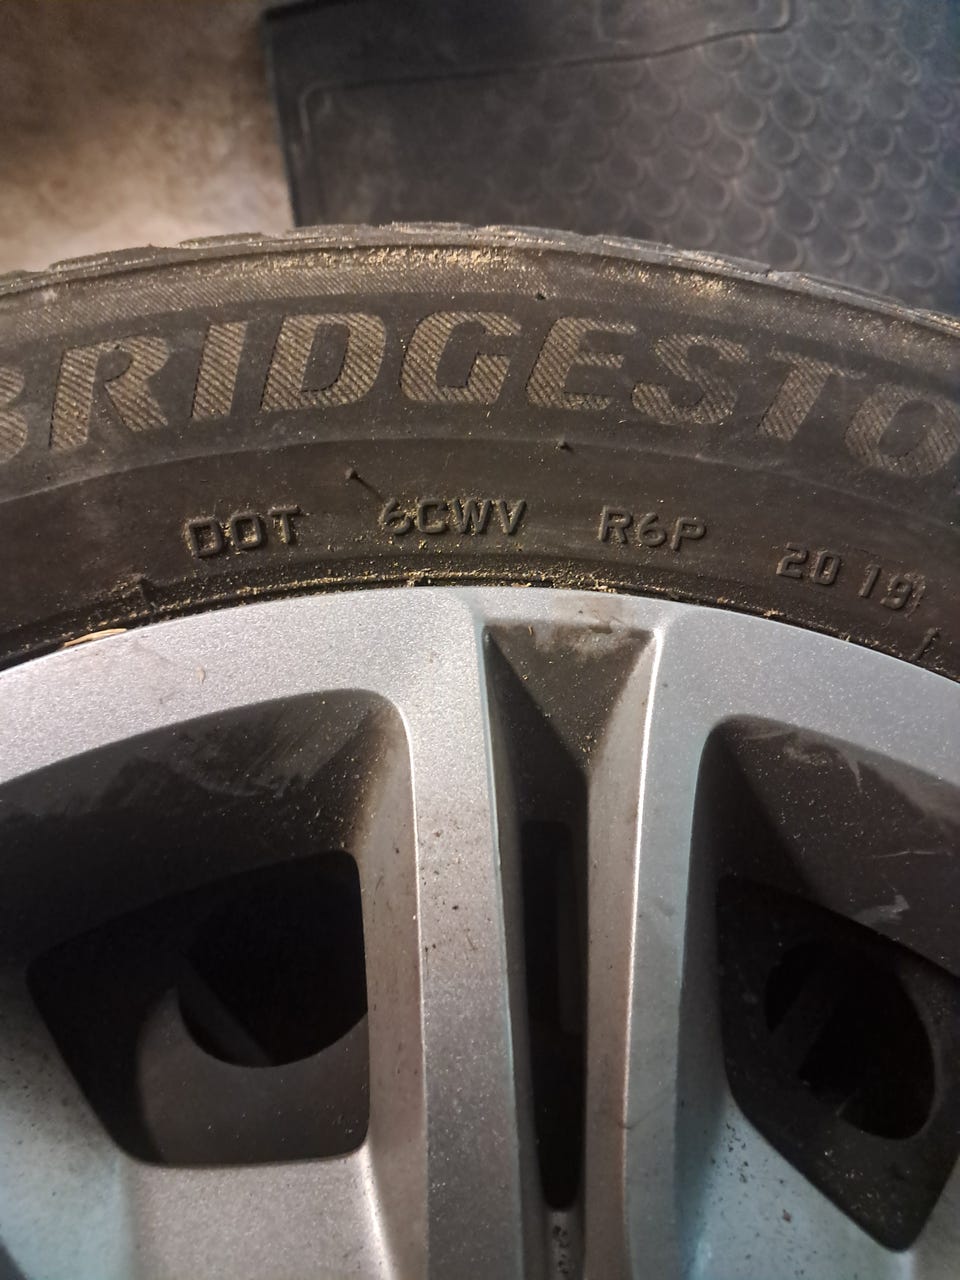 BRIDGESTO
DOT 6CWV R6P 2019